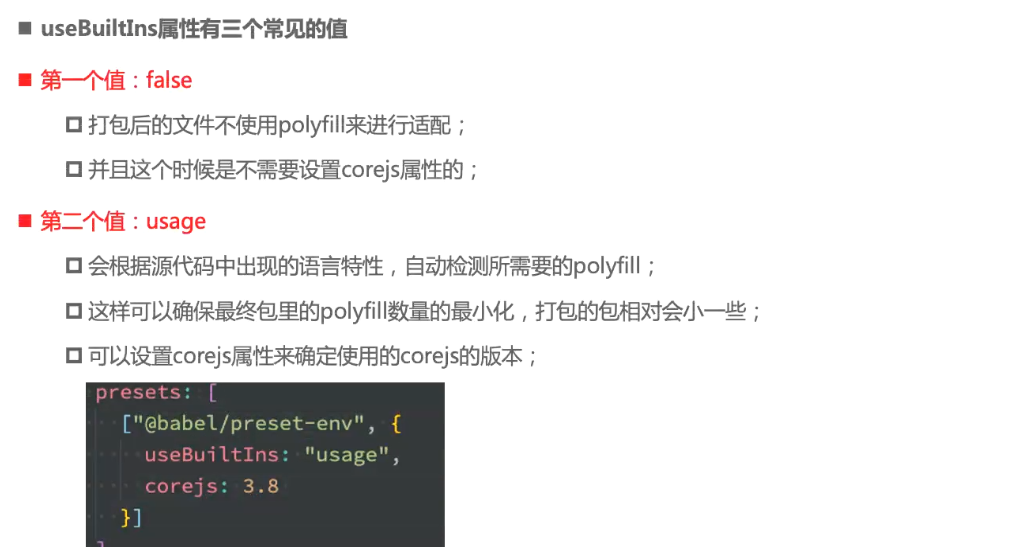 useBuiltIns属性有三个常见的值
第一个值：false
打包后的文件不使用polyfill来进行适配；
并且这个时候是不需要设置corejs属性的；
第二个值：usage
会根据源代码中出现的语言特性，自动检测所需要的polyfill；
这样可以确保最终包里的polyfill数量的最小化，打包的包相对会小一些；
可以设置corejs属性来确定使用的corejs的版本；
presets: [
["@babel/preset-env", {
useBuiltIns: "usage",
corejs: 3.8
}]